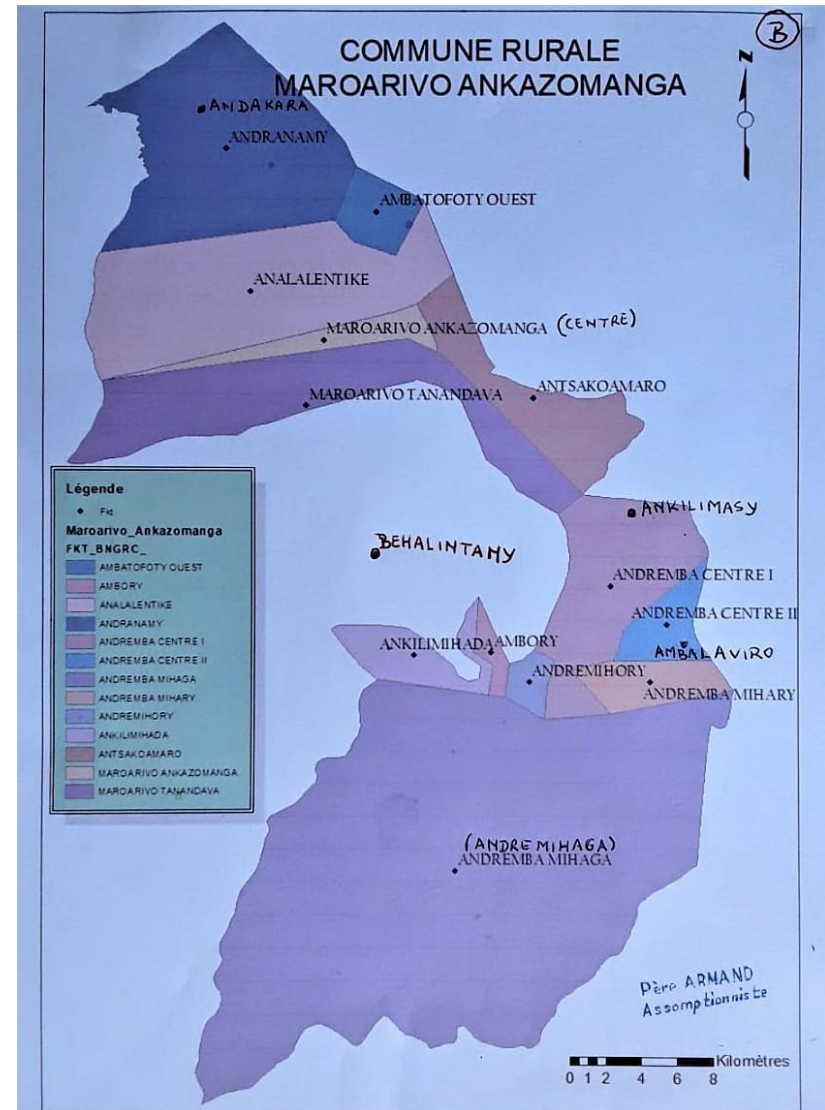 B
COMMUNE RURALE
MAROARIVO ANKAZOMANGA
N
ANDAKARA
ANDRANAMY
AMBATOFOTY OUEST
ANALALENTIKE
MAROARIVO ANKAZOMANGA (CENTRE)
MAROARIVO TANANDAVA
ANTSAKOAMARO
ANKILIMASY
BEHALINTAMY
ANDREMBA CENTRE I
ANDREMBA CENTRE II
AMBALAVIRO
ANKILIMIHADA
AMBORY
ANDREMIHORY
ANDREMBA MIHARY
(ANDREMIHAGA)
ANDREMBA MIHAGA
Légende
Fkt
Maroarivo_Ankazomanga
FKT_BNGRC_
AMBATOFOTY OUEST
AMBORY
ANALALENTIKE
ANDRANAMY
ANDREMBA CENTRE I
ANDREMBA CENTRE II
ANDREMBA MIHAGA
ANDREMBA MIHARY
ANDREMIHORY
ANKILIMIHADA
ANTSAKOAMARO
MAROARIVO ANKAZOMANGA
MAROARIVO TANANDAVA
Père ARMAND
Assomptionniste
Kilomètres
0 1 2 4 6 8